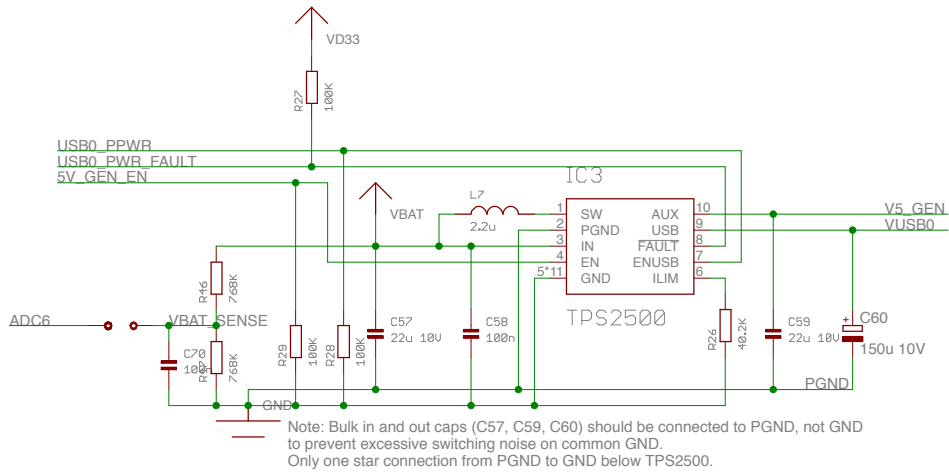 VD33
R27
100K
USB0_PPWR
USB0_PWR_FAULT
5V_GEN_EN
IC3
VBAT
L7
2.2u
1 SW AUX 10
2 PGND USB 9
3 IN FAULT 8
4 EN ENUSB 7
5*11 GND ILIM 6
TPS2500
V5_GEN
VUSB0
R46
768K
ADC6
VBAT_SENSE
C70
768K
R29
100K
R28
100K
C57
22u 10V
C58
100n
R26
40.2K
C59
22u 10V
+
C60
150u 10V
PGND
GND
Note: Bulk in and out caps (C57, C59, C60) should be connected to PGND, not GND
to prevent excessive switching noise on common GND.
Only one star connection from PGND to GND below TPS2500.